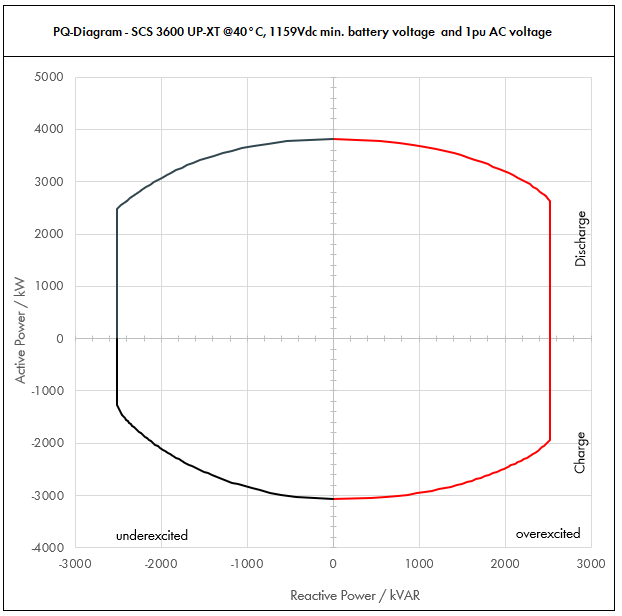 PQ-Diagram - SCS 3600 UP-XT @40°C, 1159Vdc min. battery voltage and 1pu AC voltage
5000
4000
3000
2000
1000
0
-1000
-2000
-3000
-4000
Active Power / kW
Discharge
Charge
underexcited
overexcited
-3000 -2000 -1000 0 1000 2000 3000
Reactive Power / kVAR